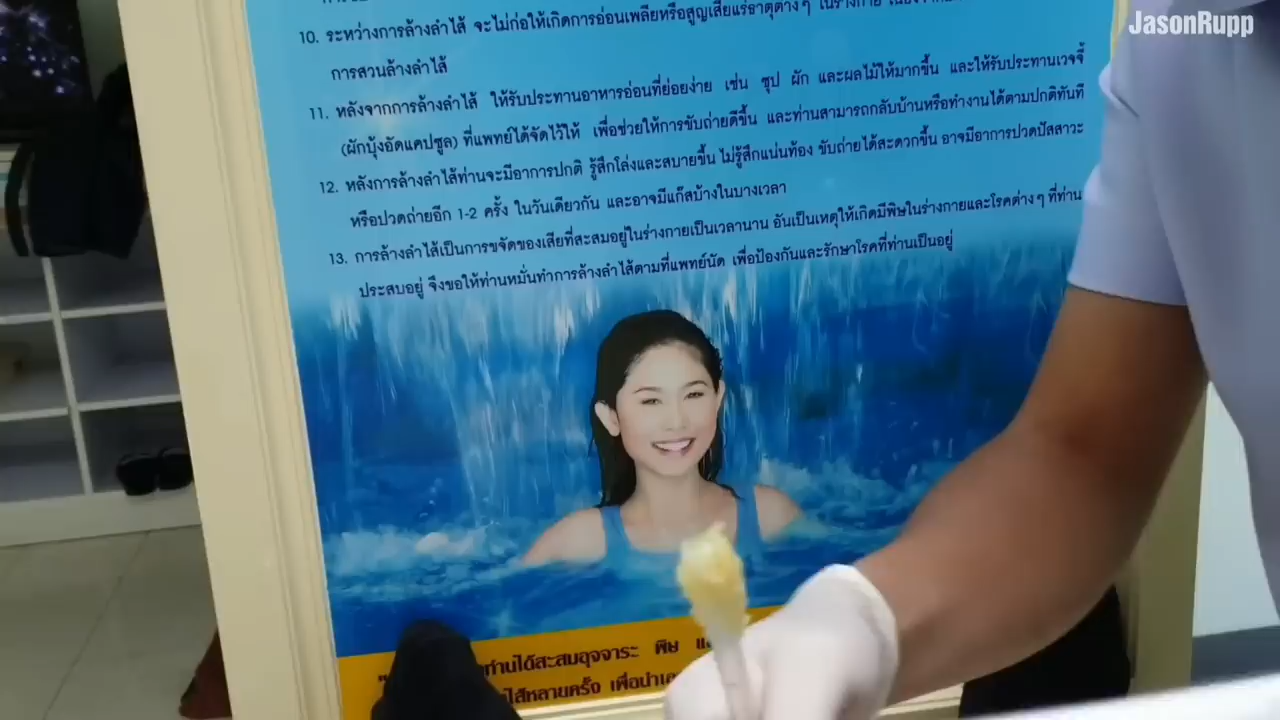 JasonRupp
10. ระหว่างการล้างลำไส้ จะไม่ก่อให้เกิดการอ่อนเพลียหรือสูญเสียแร่ธาตุต่างๆ ในร่างกาย
การสวนล้างลำไส้
11. หลังจากการล้างลำไส้ ให้รับประทานอาหารอ่อนที่ย่อยง่าย เช่น ซุป ผัก และผลไม้ให้มากขึ้น และให้รับประทานเวจจี้
(ผักบุ้งอัดแคปซูล) ที่แพทย์ได้จัดไว้ให้ เพื่อช่วยให้การขับถ่ายดีขึ้น และท่านสามารถกลับบ้านหรือทำงานได้ตามปกติทันที
12. หลังการล้างลำไส้ท่านจะมีอาการปกติ รู้สึกโล่งและสบายขึ้น ไม่รู้สึกแน่นท้อง ขับถ่ายได้สะดวกขึ้น อาจมีอาการปวดปัสสาวะ
หรือปวดถ่ายอีก 1-2 ครั้ง ในวันเดียวกัน และอาจมีแก๊สบ้างในบางเวลา
13. การล้างลำไส้เป็นการขจัดของเสียที่สะสมอยู่ในร่างกายเป็นเวลานาน อันเป็นเหตุให้เกิดมีพิษในร่างกายและโรคต่างๆ ที่ท่าน
ประสบอยู่ จึงขอให้ท่านหมั่นทำการล้างลำไส้ตามที่แพทย์นัด เพื่อป้องกันและรักษาโรคที่ท่านเป็นอยู่
ท่านได้สะสมอุจจาระ พิษ
ไส้หลายครั้ง เพื่อนำ